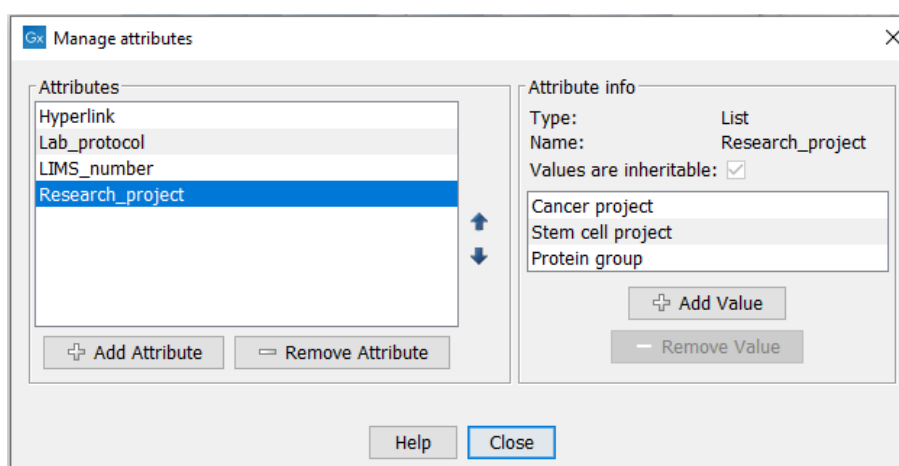 Gx Manage attributes
Attributes
Hyperlink
Lab_protocol
LIMS_number
Research_project
Add Attribute
Remove Attribute
Attribute info
Type: List
Name: Research_project
Values are inheritable:
Cancer project
Stem cell project
Protein group
Add Value
Remove Value
Help
Close